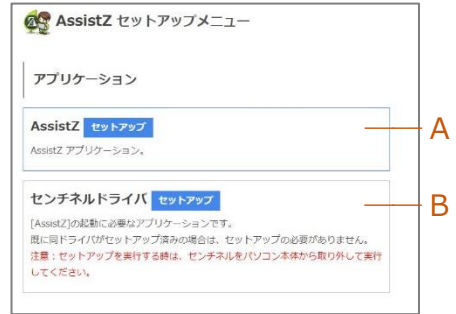 AssistZ セットアップメニュー
アプリケーション
AssistZ セットアップ
AssistZ アプリケーション。
A
センチネルドライバ セットアップ
[AssistZ]の起動に必要なアプリケーションです。
既に同ドライバがセットアップ済みの場合は、セットアップの必要がありません。
注意：セットアップを実行する時は、センチネルをパソコン本体から取り外して実行
してください。
B